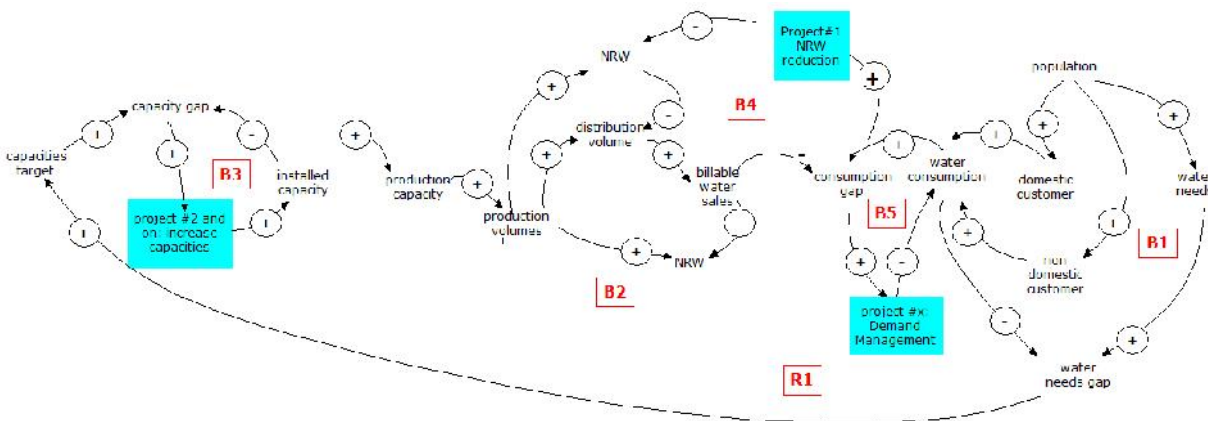 Project#1
NRW
reduction
-
NRW
population
+
+
B4
capacity gap
-
+
+
-
+
+
+
distribution
volume
+
+
capacities
target
+
B3
installed
capacity
production
capacity
+
billable
water
sales
consumption
gap
water
consumption
domestic
customer
needs
B5
project #2 and
on: increase
capacities
+
production
volumes
+
B1
+
+
NRW
+
-
+
non
domestic
customer
B2
project #x:
Demand
Management
-
+
R1
water
needs gap